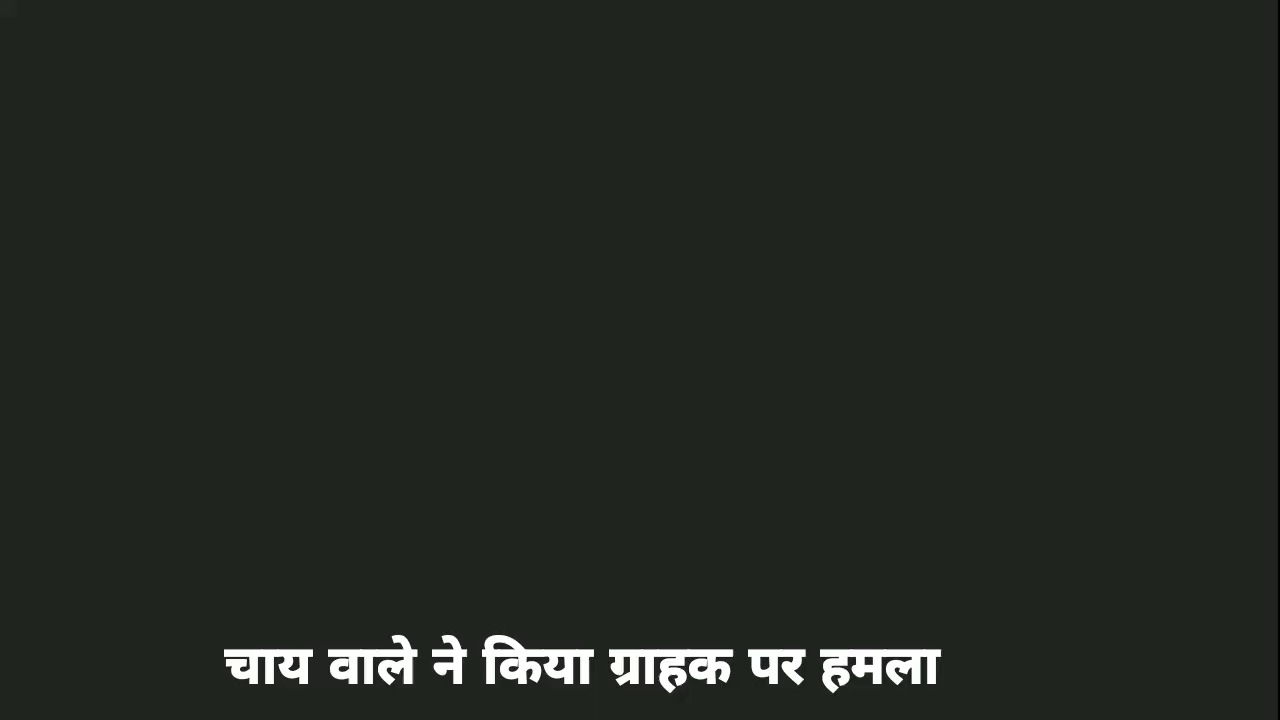 चाय वाले ने किया ग्राहक पर हमला